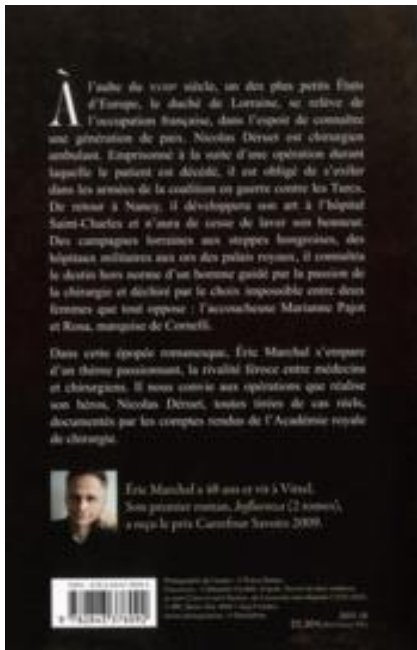 À l'aube du XVIIIe siècle, un des plus petits États
d'Europe, le duché de Lorraine, se relève de
l'occupation française, dans l'espoir de connaître
une génération de paix. Nicolas Déruet est chirurgien
ambulant. Emprisonné à la suite d'une opération durant
laquelle le patient est décédé, il est obligé de s'exiler
dans les armées de la coalition en guerre contre les Turcs.
De retour à Nancy, il développera son art à l'hôpital
Saint-Charles et n'aura de cesse de laver son honneur.
Des campagnes lorraines aux steppes hongroises, des
hôpitaux militaires aux ors des palais royaux, il connaîtra
le destin hors norme d'un homme guidé par la passion de
la chirurgie et déchiré par le choix impossible entre deux
femmes que tout oppose : l'accoucheuse Marianne Pajot
et Rosa, marquise de Cornelli.
Dans cette épopée romanesque, Éric Marchal s'empare
d'un thème passionnant, la rivalité féroce entre médecins
et chirurgiens. Il nous convie aux opérations que réalise
son héros, Nicolas Déruet, toutes tirées de cas réels,
documentés par les comptes rendus de l'Académie royale
de chirurgie.
Éric Marchal a 48 ans et vit à Vittel.
Son premier roman, Influenza (2 tomes),
a reçu le prix Carrefour Savoirs 2009.